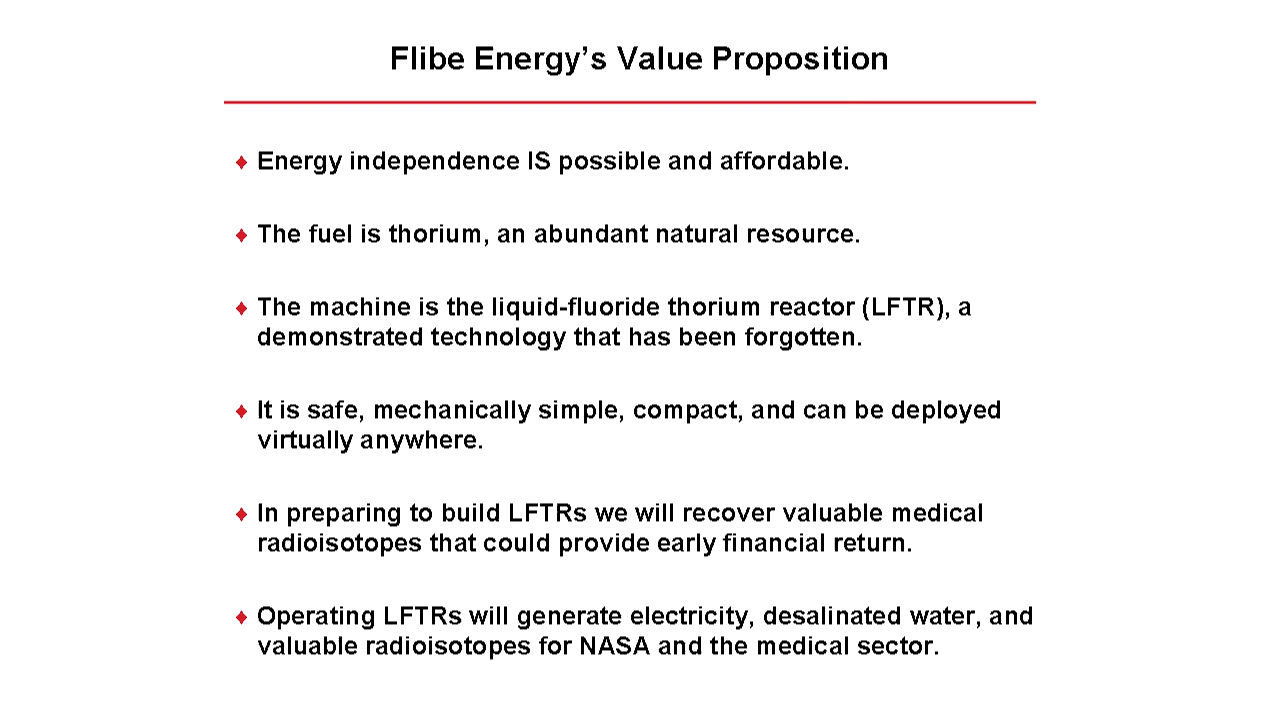 Flibe Energy’s Value Proposition
♦ Energy independence IS possible and affordable.
♦ The fuel is thorium, an abundant natural resource.
♦ The machine is the liquid-fluoride thorium reactor (LFTR), a
demonstrated technology that has been forgotten.
♦ It is safe, mechanically simple, compact, and can be deployed
virtually anywhere.
♦ In preparing to build LFTRs we will recover valuable medical
radioisotopes that could provide early financial return.
♦ Operating LFTRs will generate electricity, desalinated water, and
valuable radioisotopes for NASA and the medical sector.